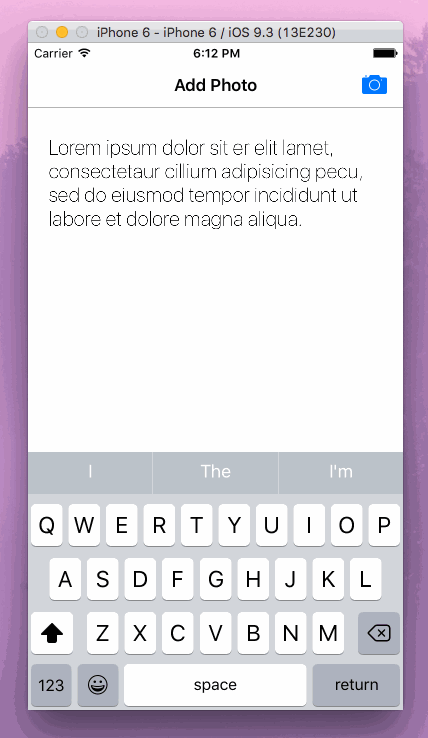 iPhone 6 - iPhone 6 / iOS 9.3 (13E230)
Carrier 6:12 PM
Add Photo
Lorem ipsum dolor sit er elit lamet,
consectetaur cillium adipisicing pecu,
sed do eiusmod tempor incididunt ut
labore et dolore magna aliqua.
I The I'm
Q W E R T Y U I O P
A S D F G H J K L
Z X C V B N M
123 space return